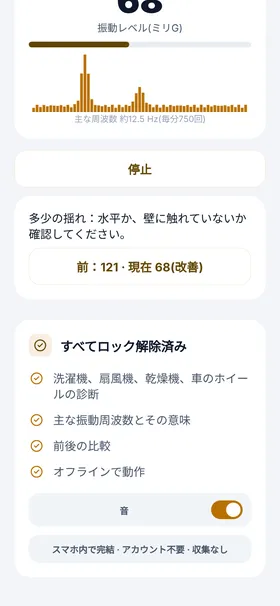 68
振動レベル(ミリG)
主な周波数 約12.5 Hz(毎分750回)
停止
多少の揺れ：水平か、壁に触れていないか
確認してください。
前：121 · 現在 68(改善)
すべてロック解除済み
洗濯機、扇風機、乾燥機、車のホイー
ルの診断
主な振動周波数とその意味
前後の比較
オフラインで動作
音
スマホ内で完結 · アカウント不要 · 収集なし